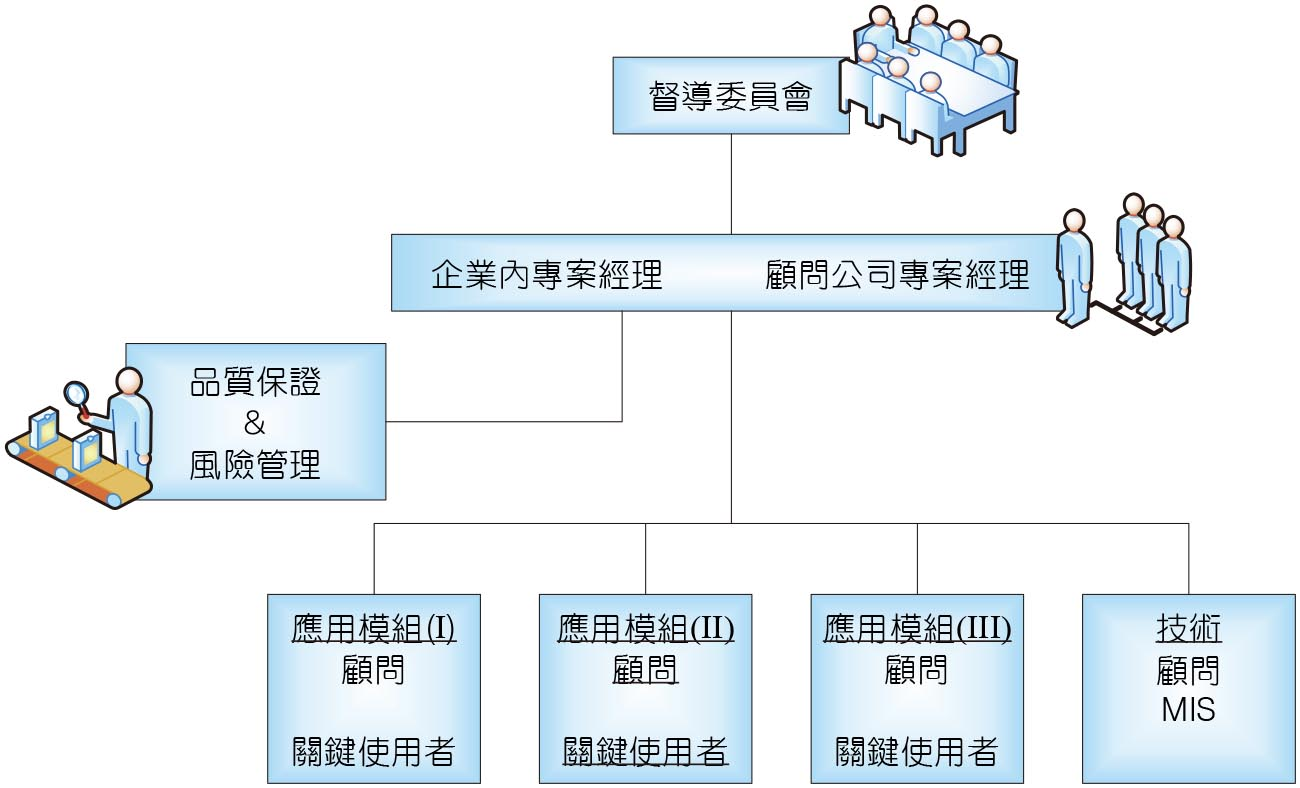 督導委員會
企業內專案經理 顧問公司專案經理
品質保證
&
風險管理
應用模組(I)
顧問
關鍵使用者
應用模組(II)
顧問
關鍵使用者
應用模組(III)
顧問
關鍵使用者
技術
顧問
MIS